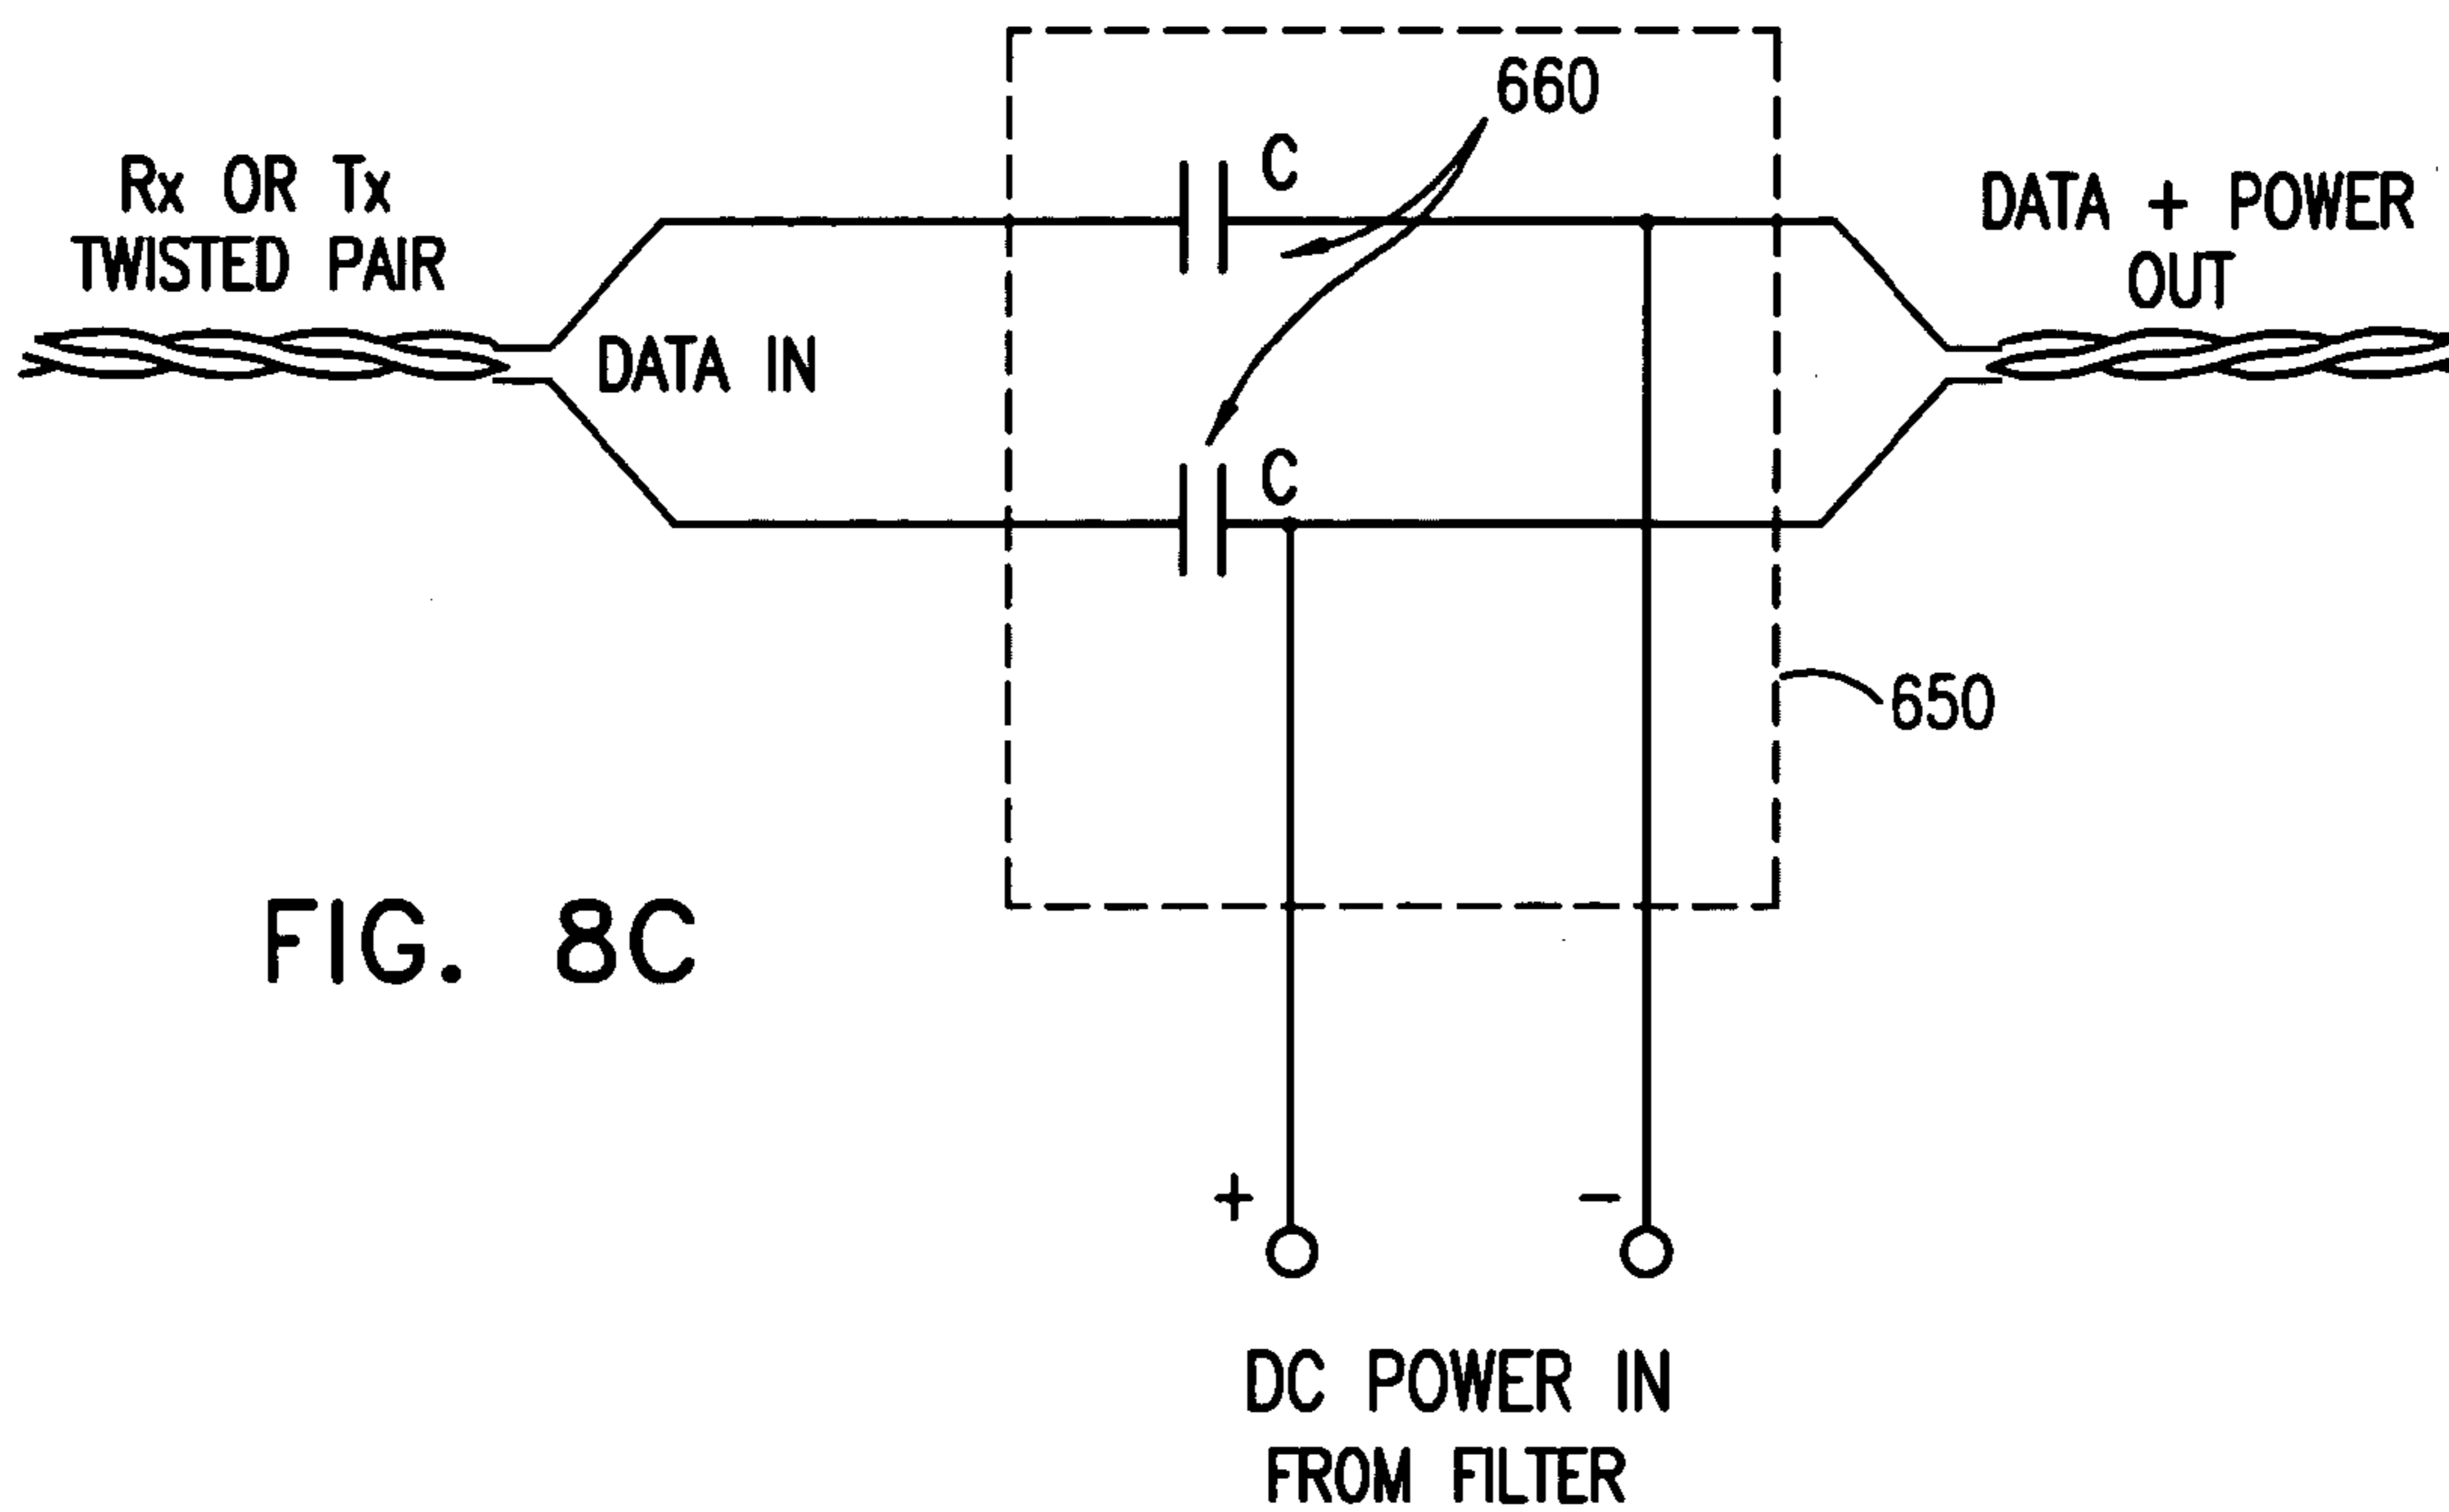 660
C
Rx OR Tx
TWISTED PAIR
DATA + POWER
OUT
DATA IN
C
650
FIG. 8C
+ −
DC POWER IN
FROM FILTER